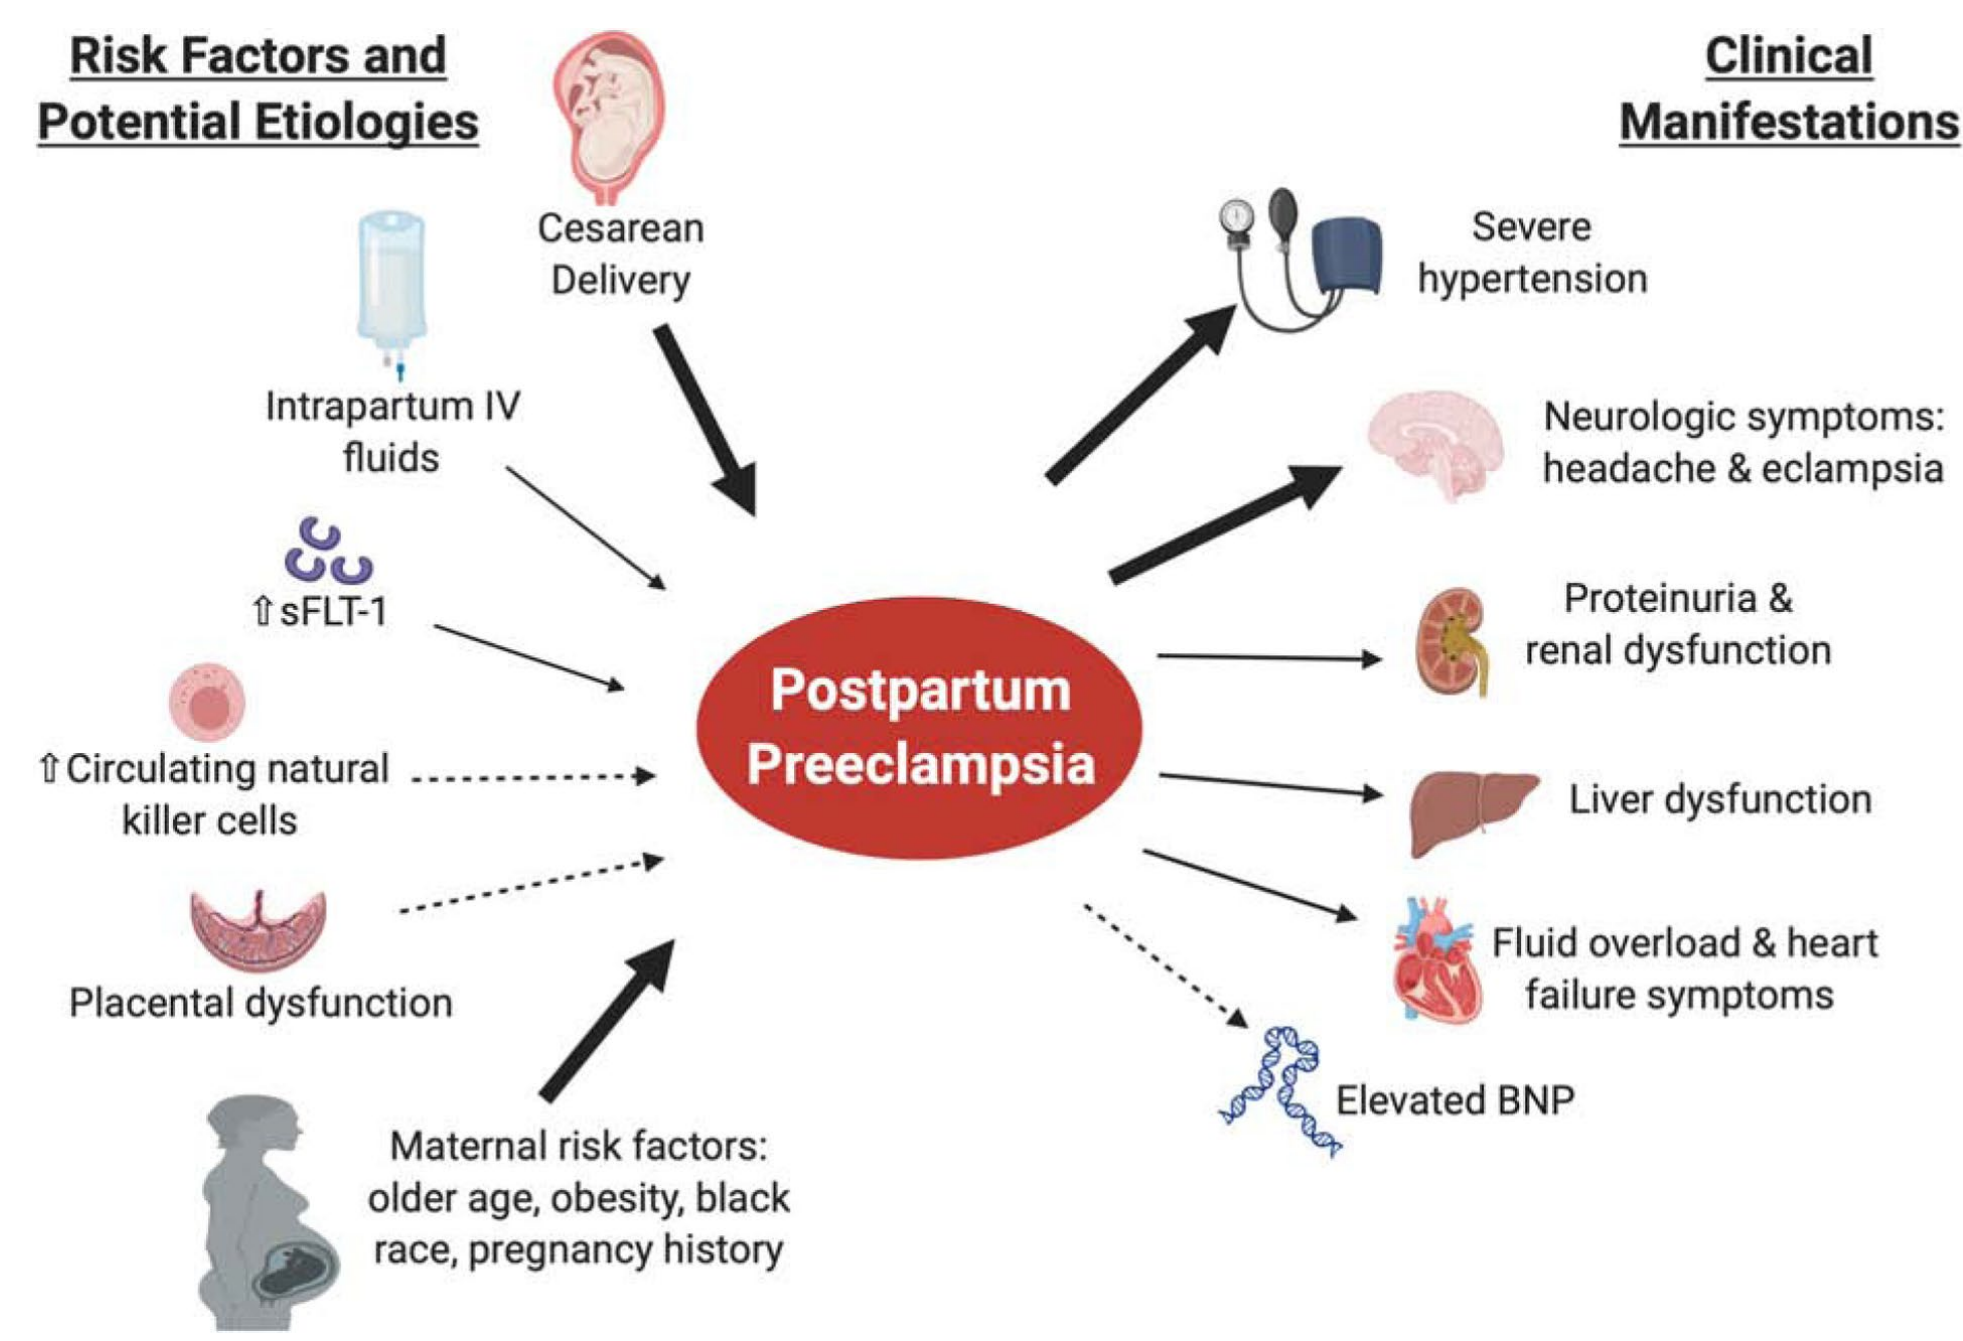 Risk Factors and
Potential Etiologies
Cesarean
Delivery
Intrapartum IV
fluids
⇧sFLT-1
⇧Circulating natural
killer cells
Placental dysfunction
Maternal risk factors:
older age, obesity, black
race, pregnancy history
Postpartum
Preeclampsia
Clinical
Manifestations
Severe
hypertension
Neurologic symptoms:
headache & eclampsia
Proteinuria &
renal dysfunction
Liver dysfunction
Fluid overload & heart
failure symptoms
Elevated BNP